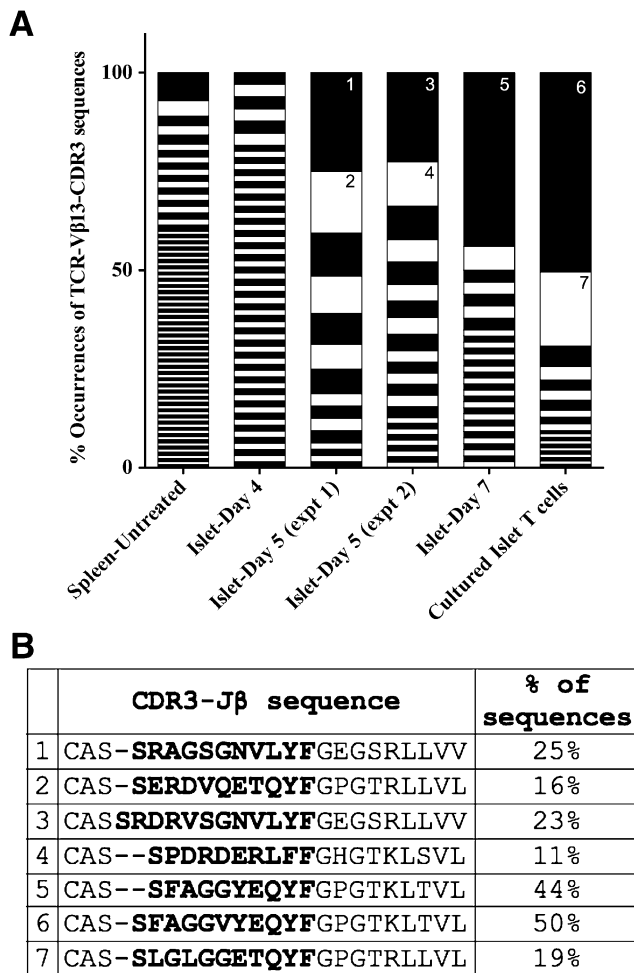 A
% Occurrences of TCR-Vβ13-CDR3 sequences
100
50
0
1
2
3
4
5
6
7
Spleen-Untreated
Islet-Day 4
Islet-Day 5 (expt 1)
Islet-Day 5 (expt 2)
Islet-Day 7
Cultured Islet T cells
B
CDR3-Jβ sequence
% of sequences
1 CAS-SRAGSGNVLYFGEGSRLLVV 25%
2 CAS-SERDVQETQYFGPGTRLLVL 16%
3 CASSRDRVSGNVLYFGEGSRLLVV 23%
4 CAS--SPDRDERLFFGHGTKLSVL 11%
5 CAS--SFAGGYEQYFGPGTKLTVL 44%
6 CAS-SFAGGVYEQYFGPGTKLTVL 50%
7 CAS-SLGLGGETQYFGPGTRLLVL 19%